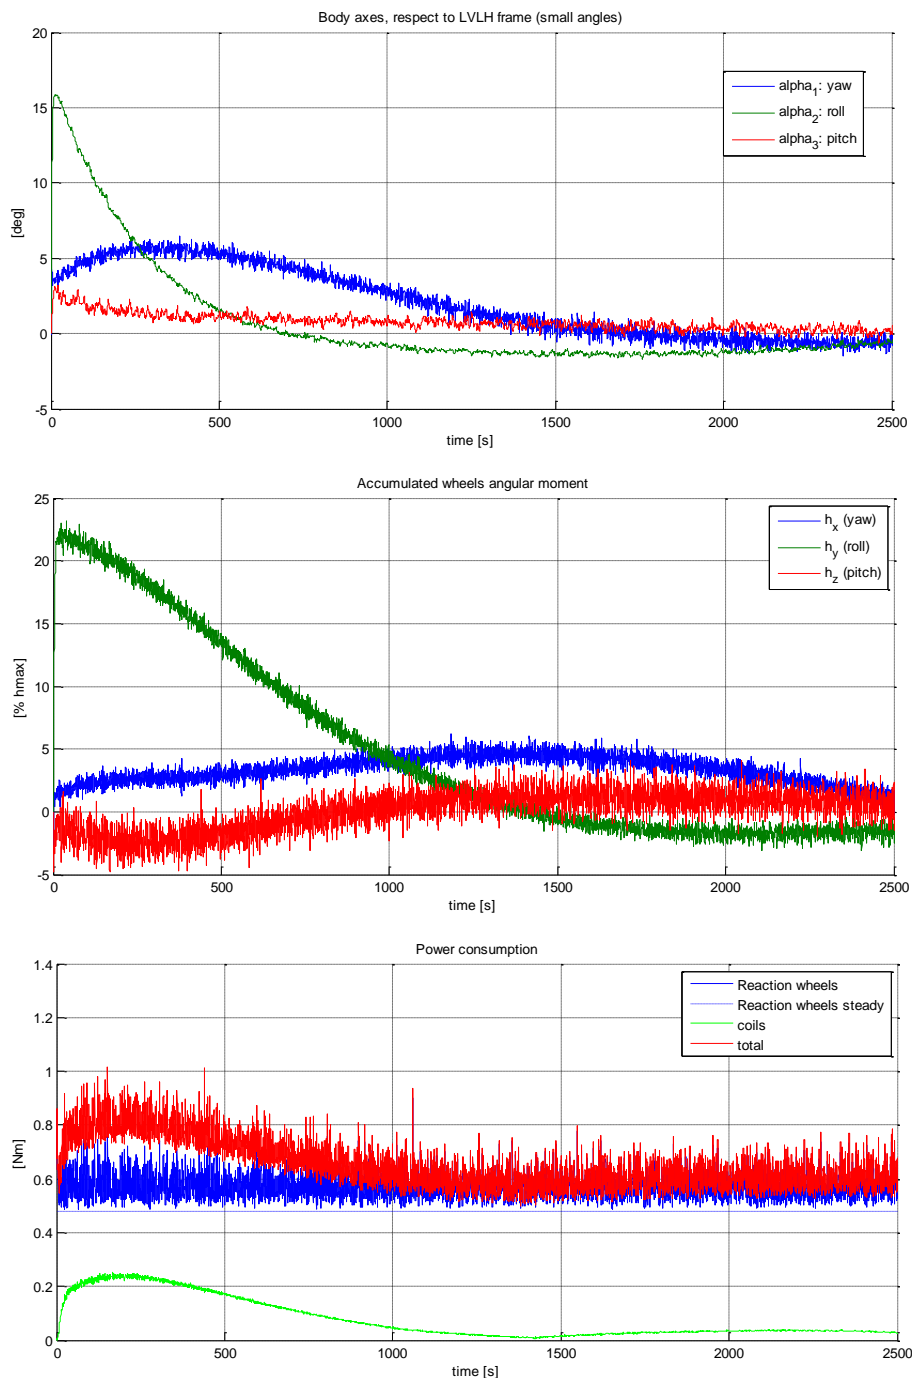 Body axes, respect to LVLH frame (small angles)
20
15
10
5
0
-5
[deg]
alpha1: yaw
alpha2: roll
alpha3: pitch
0 500 1000 1500 2000 2500
time [s]
Accumulated wheels angular moment
25
20
15
10
5
0
-5
[% hmax]
h_x (yaw)
h_y (roll)
h_z (pitch)
0 500 1000 1500 2000 2500
time [s]
Power consumption
1.4
1.2
1
0.8
0.6
0.4
0.2
0
[Nm]
Reaction wheels
Reaction wheels steady
coils
total
0 500 1000 1500 2000 2500
time [s]